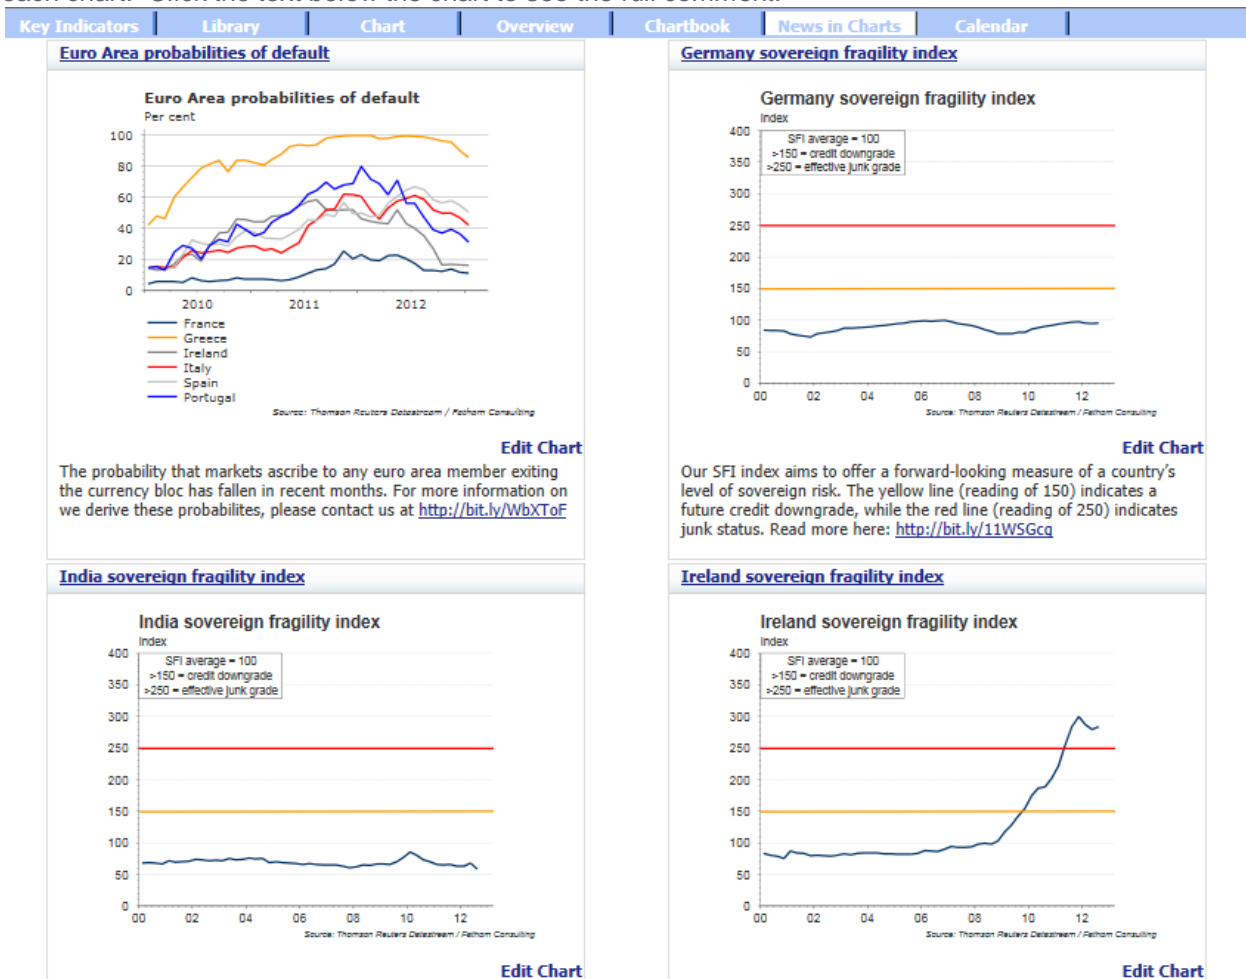 each chart. Click the text below the chart to see the full comment.
Key Indicators Library Chart Overview Chartbook News in Charts Calendar
Euro Area probabilities of default
Euro Area probabilities of default
Per cent
100
80
60
40
20
0
2010 2011 2012
France
Greece
Ireland
Italy
Spain
Portugal
Source: Thomson Reuters Datastream / Fathom Consulting
Edit Chart
The probability that markets ascribe to any euro area member exiting
the currency bloc has fallen in recent months. For more information on
we derive these probabilites, please contact us at http://bit.ly/WbXToF
Germany sovereign fragility index
Germany sovereign fragility index
Index
400
SFI average = 100
>150 = credit downgrade
>250 = effective junk grade
350
300
250
200
150
100
50
0
00 02 04 06 08 10 12
Source: Thomson Reuters Datastream / Fathom Consulting
Edit Chart
Our SFI index aims to offer a forward-looking measure of a country's
level of sovereign risk. The yellow line (reading of 150) indicates a
future credit downgrade, while the red line (reading of 250) indicates
junk status. Read more here: http://bit.ly/11WSGcq
India sovereign fragility index
India sovereign fragility index
Index
400
SFI average = 100
>150 = credit downgrade
>250 = effective junk grade
350
300
250
200
150
100
50
0
00 02 04 06 08 10 12
Source: Thomson Reuters Datastream / Fathom Consulting
Edit Chart
Ireland sovereign fragility index
Ireland sovereign fragility index
Index
400
SFI average = 100
>150 = credit downgrade
>250 = effective junk grade
350
300
250
200
150
100
50
0
00 02 04 06 08 10 12
Source: Thomson Reuters Datastream / Fathom Consulting
Edit Chart